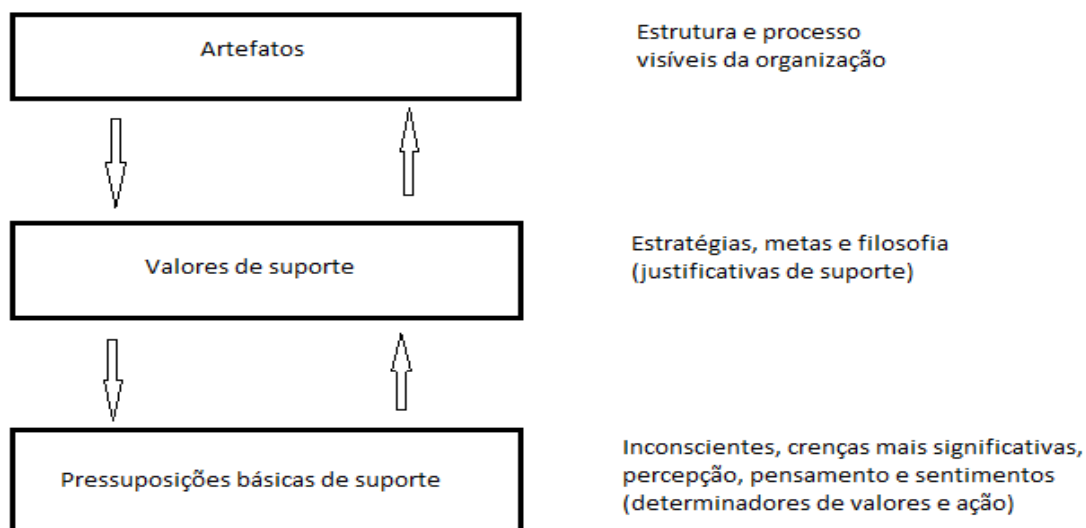 Artefatos
Estrutura e processo
visíveis da organização
Valores de suporte
Estratégias, metas e filosofia
(justificativas de suporte)
Pressuposições básicas de suporte
Inconscientes, crenças mais significativas,
percepção, pensamento e sentimentos
(determinadores de valores e ação)